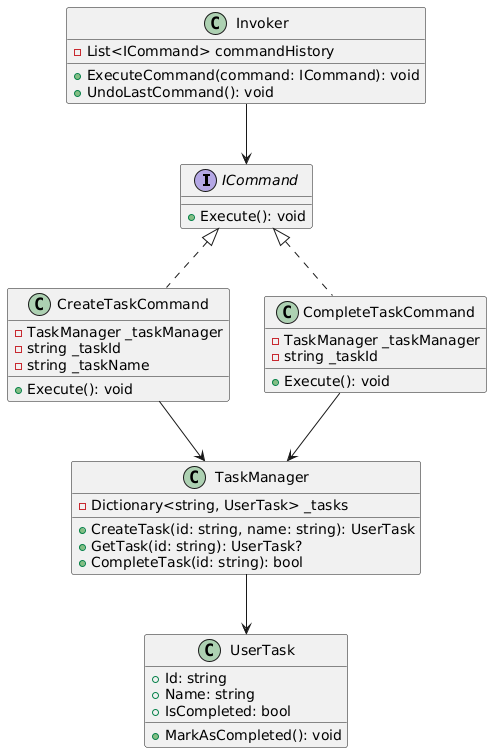 C Invoker
List<ICommand> commandHistory
ExecuteCommand(command: ICommand): void
UndoLastCommand(): void
I ICommand
Execute(): void
C CreateTaskCommand
TaskManager _taskManager
string _taskId
string _taskName
Execute(): void
C CompleteTaskCommand
TaskManager _taskManager
string _taskId
Execute(): void
C TaskManager
Dictionary<string, UserTask> _tasks
CreateTask(id: string, name: string): UserTask
GetTask(id: string): UserTask?
CompleteTask(id: string): bool
C UserTask
Id: string
Name: string
IsCompleted: bool
MarkAsCompleted(): void